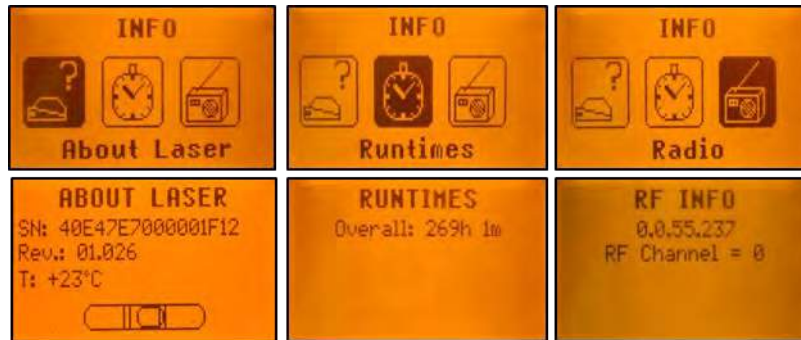 INFO
About Laser
INFO
Runtimes
INFO
Radio
ABOUT LASER
SN: 40E47E7000001F12
Rev.: 01.026
T: +23°C
RUNTIMES
Overall: 269h 1m
RF INFO
0.0.55.237
RF Channel = 0